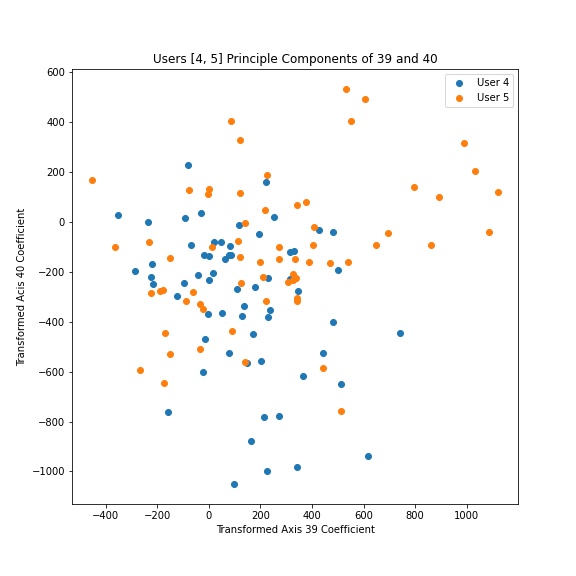 Users [4, 5] Principle Components of 39 and 40
User 4
User 5
600
400
200
0
−200
−400
−600
−800
−1000
Transformed Acis 40 Coefficient
−400 −200 0 200 400 600 800 1000
Transformed Axis 39 Coefficient